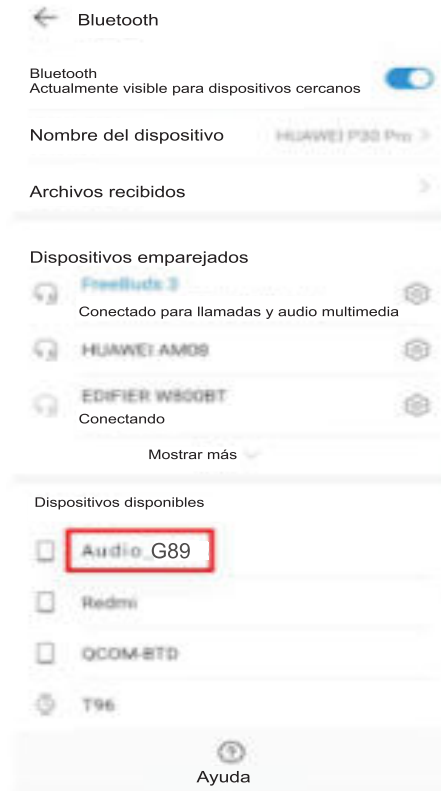 Bluetooth
Bluetooth
Actualmente visible para dispositivos cercanos
Nombre del dispositivo HUAWEI P30 Pro
Archivos recibidos
Dispositivos emparejados
FreeBuds 3
Conectado para llamadas y audio multimedia
HUAWEI AM08
EDIFIER W800BT
Conectando
Mostrar más
Dispositivos disponibles
Audio_G89
Redmi
QCOM-BTD
T96
Ayuda